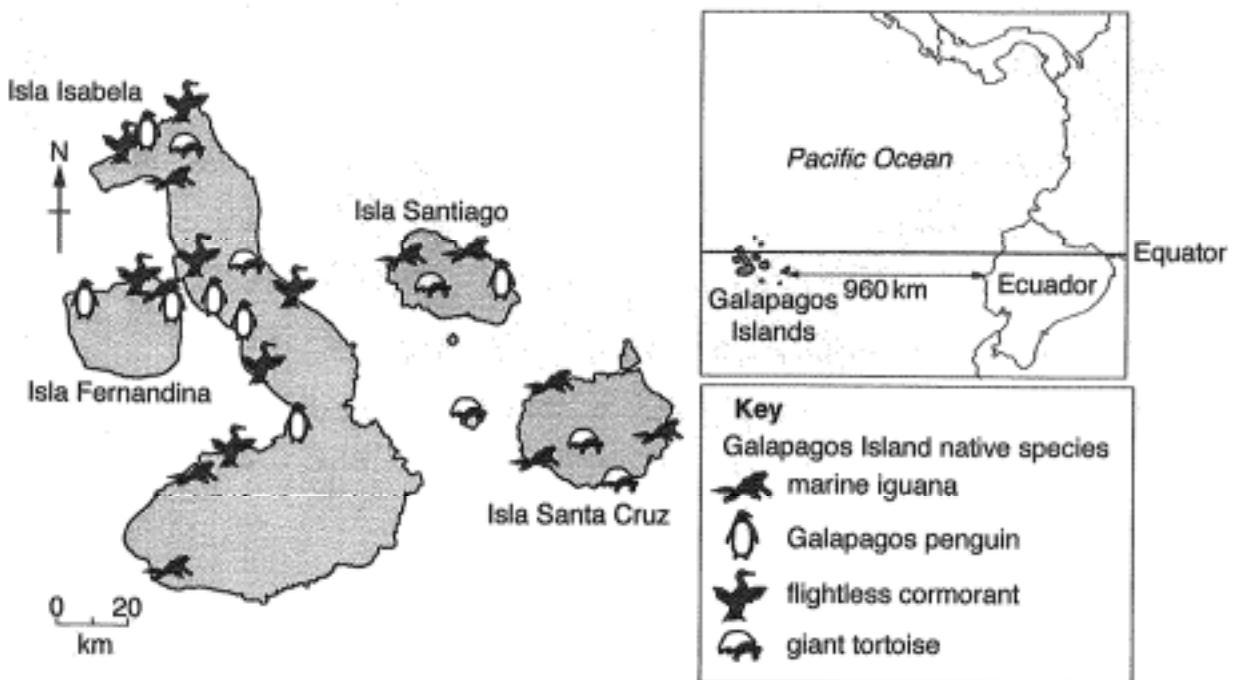 Isla Isabela
N
Isla Santiago
Isla Fernandina
Isla Santa Cruz
0 20
km
Pacific Ocean
Equator
960 km
Ecuador
Galapagos
Islands
Key
Galapagos Island native species
marine iguana
Galapagos penguin
flightless cormorant
giant tortoise